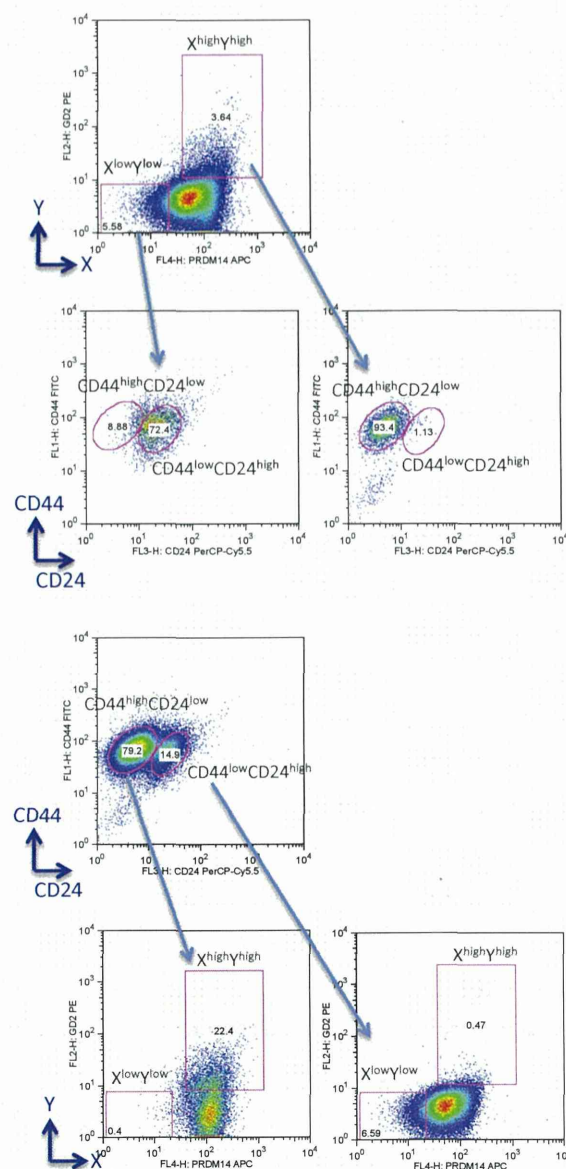 XhighYhigh
10⁴
10³
10²
10¹
10⁰
FL2-H: GD2 PE
3.64
XlowYlow
5.58
10⁰ 10¹ 10² 10³ 10⁴
FL4-H: PRDM14 APC
Y
X
10⁴
10³
10²
10¹
10⁰
FL1-H: CD44 FITC
CD44highCD24low
8.88
72.4
CD44lowCD24high
10⁰ 10¹ 10² 10³ 10⁴
FL3-H: CD24 PerCP-Cy5.5
10⁴
10³
10²
10¹
10⁰
FL1-H: CD44 FITC
CD44highCD24low
93.4
1.13
CD44lowCD24high
10⁰ 10¹ 10² 10³ 10⁴
FL3-H: CD24 PerCP-Cy5.5
CD44
CD24
10⁴
10³
10²
10¹
10⁰
FL1-H: CD44 FITC
CD44highCD24low
79.2
14.9
CD44lowCD24high
10⁰ 10¹ 10² 10³ 10⁴
FL3-H: CD24 PerCP-Cy5.5
CD44
CD24
XhighYhigh
10⁴
10³
10²
10¹
10⁰
FL2-H: GD2 PE
22.4
XlowYlow
0.4
10⁰ 10¹ 10² 10³ 10⁴
FL4-H: PRDM14 APC
XhighYhigh
10⁴
10³
10²
10¹
10⁰
FL2-H: GD2 PE
0.47
XlowYlow
6.59
10⁰ 10¹ 10² 10³ 10⁴
FL4-H: PRDM14 APC
Y
X